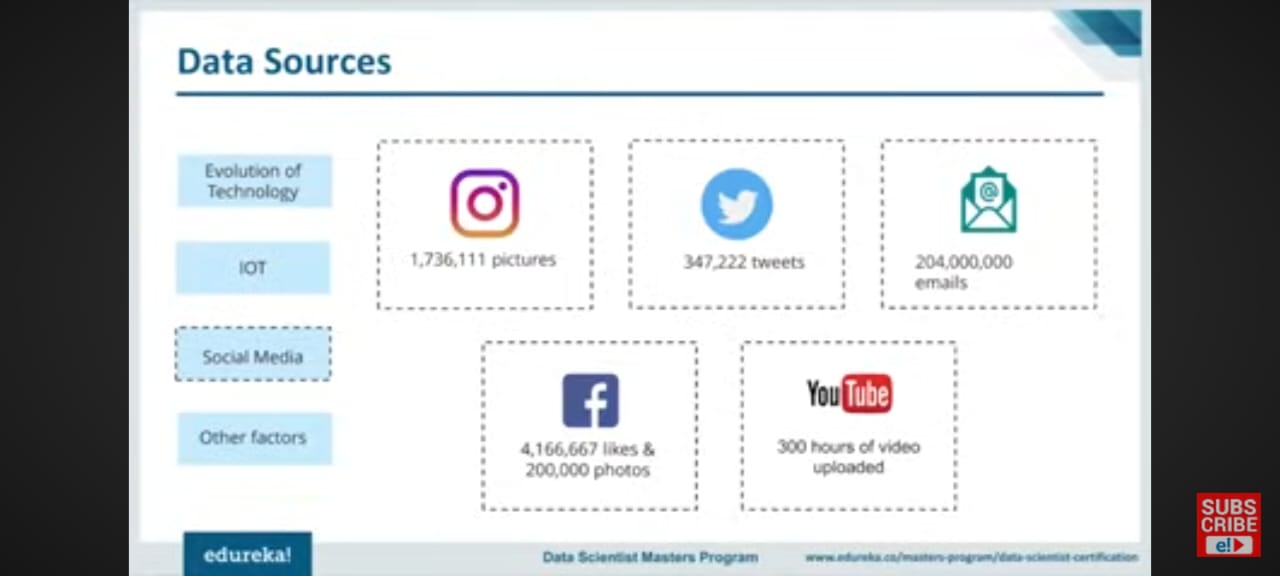 Data Sources
Evolution of
Technology
IOT
Social Media
Other factors
1,736,111 pictures
347,222 tweets
@
204,000,000
emails
f
4,166,667 likes &
200,000 photos
YouTube
300 hours of video
uploaded
edureka!
Data Scientist Masters Program
www.edureka.co/masters-program/data-scientist-certification
SUBS
CRIBE
e!